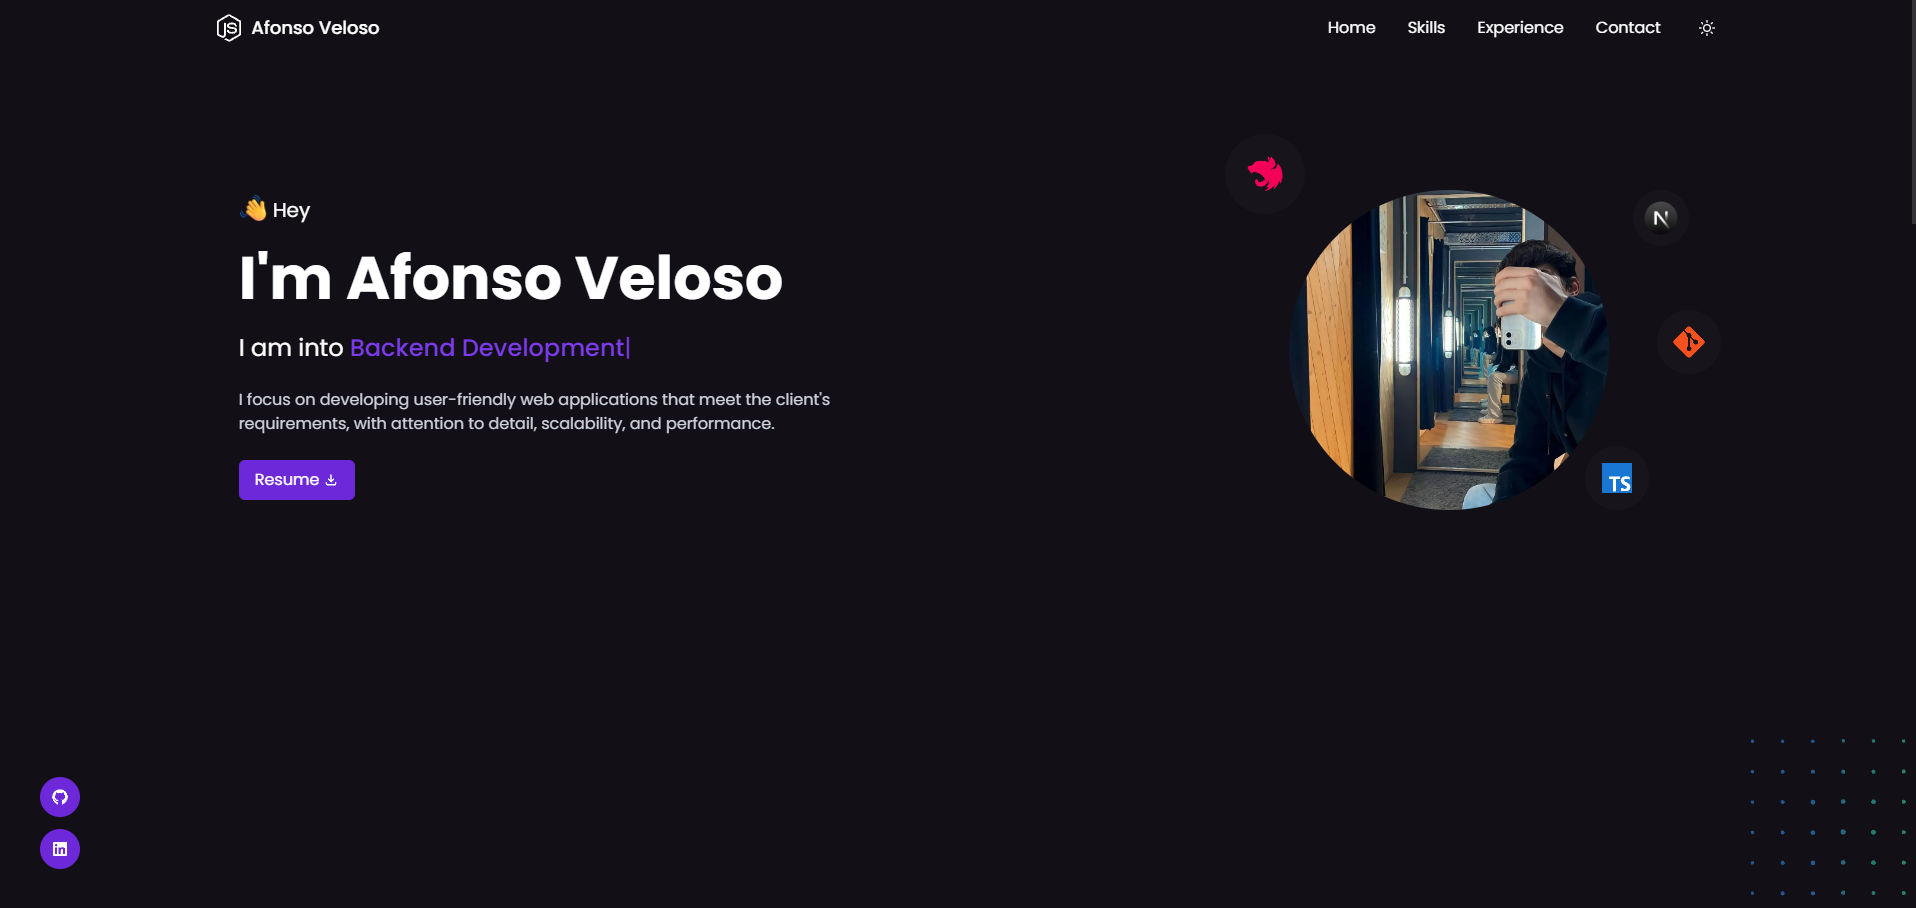 JS Afonso Veloso
Home Skills Experience Contact
👋 Hey
I'm Afonso Veloso
I am into Backend Development|
I focus on developing user-friendly web applications that meet the client's
requirements, with attention to detail, scalability, and performance.
Resume
N
TS
in